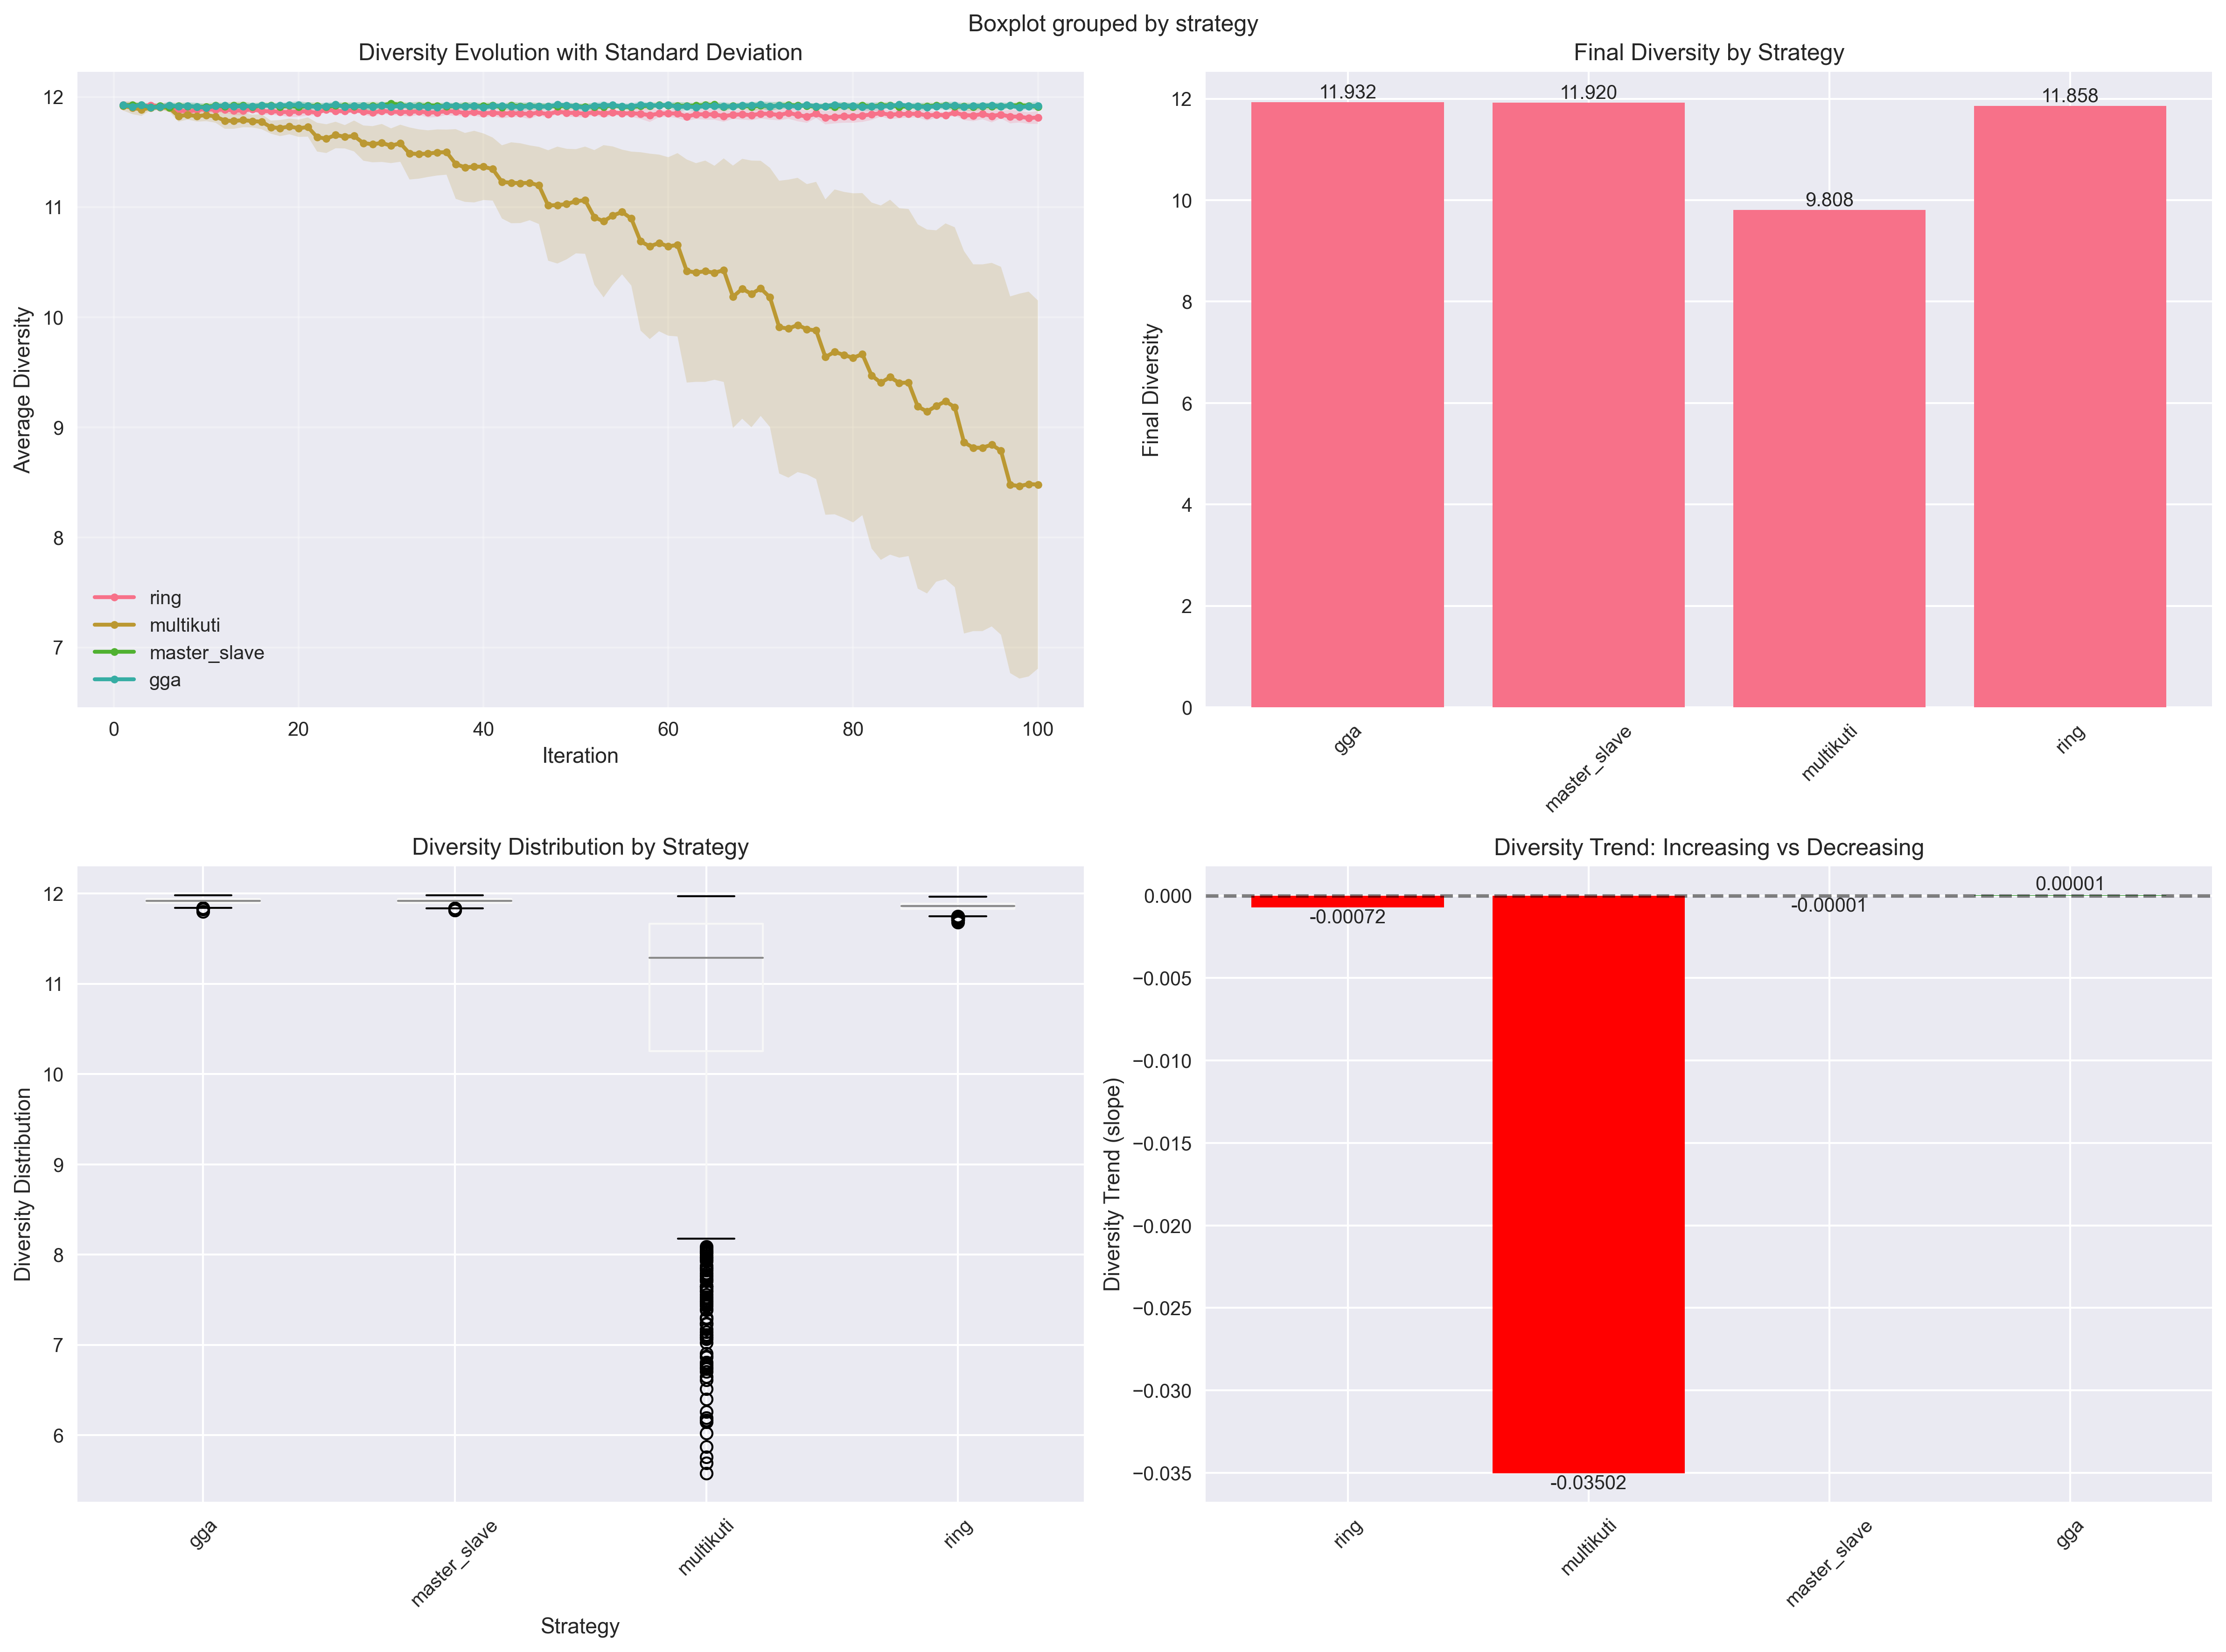 Boxplot grouped by strategy
Diversity Evolution with Standard Deviation
Average Diversity
12
11
10
9
8
7
ring
multikuti
master_slave
gga
0 20 40 60 80 100
Iteration
Final Diversity by Strategy
Final Diversity
12
10
8
6
4
2
0
11.932 11.920 9.808 11.858
gga master_slave multikuti ring
Diversity Distribution by Strategy
Diversity Distribution
12
11
10
9
8
7
6
gga master_slave multikuti ring
Strategy
Diversity Trend: Increasing vs Decreasing
Diversity Trend (slope)
0.000
−0.005
−0.010
−0.015
−0.020
−0.025
−0.030
−0.035
-0.00072 -0.03502 -0.00001 0.00001
ring multikuti master_slave gga